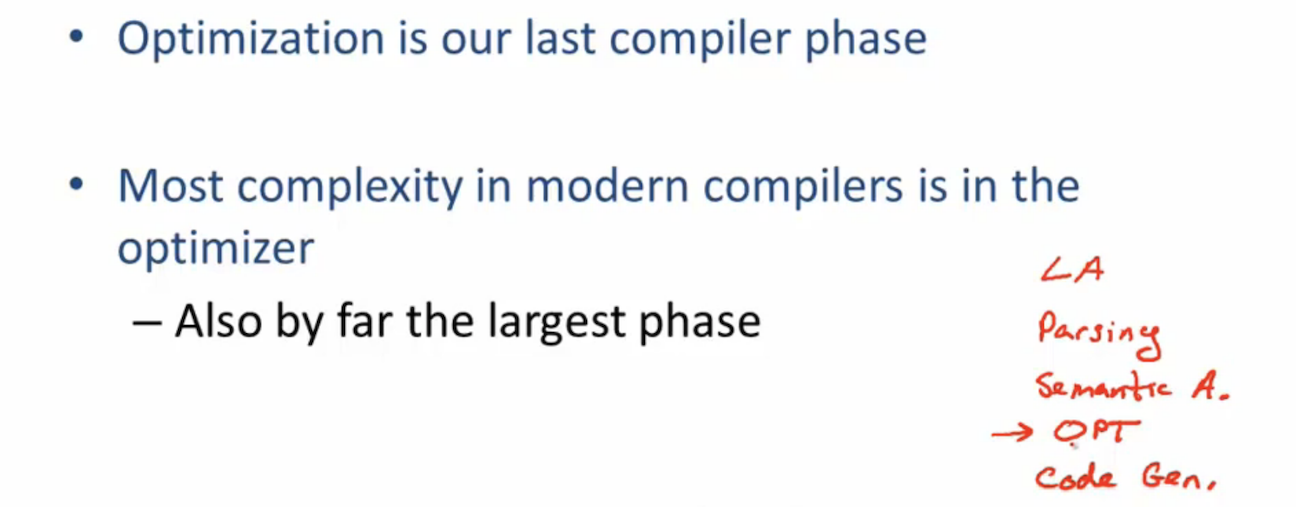 • Optimization is our last compiler phase
• Most complexity in modern compilers is in the
optimizer
– Also by far the largest phase
LA
Parsing
Semantic A.
→ OPT
Code Gen.